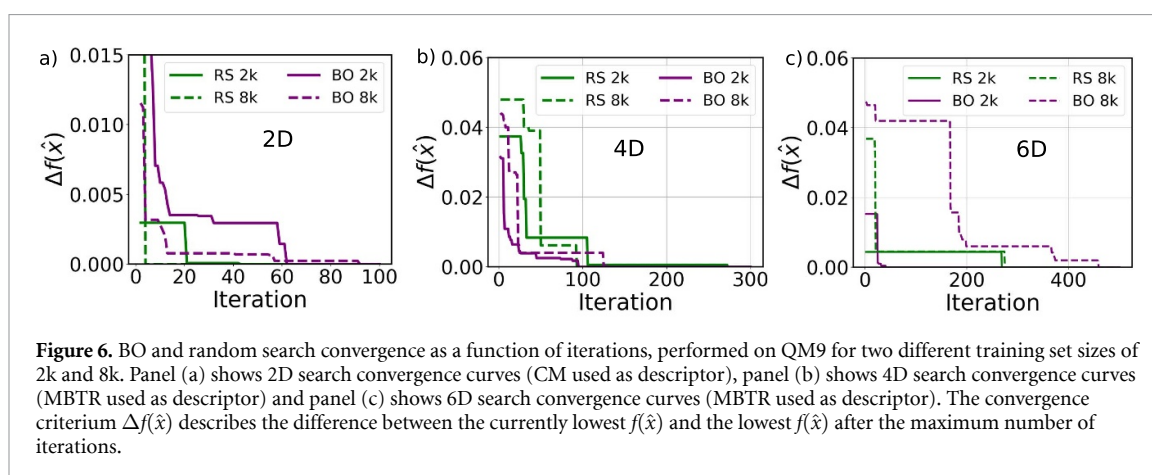 a)
0.015
0.010
0.005
0.000
Δf(x̂)
RS 2k
RS 8k
BO 2k
BO 8k
2D
0 20 40 60 80 100
Iteration
b)
0.06
0.04
0.02
0.00
Δf(x̂)
RS 2k
RS 8k
BO 2k
BO 8k
4D
0 100 200 300
Iteration
c)
0.06
0.04
0.02
0.00
Δf(x̂)
RS 2k
BO 2k
RS 8k
BO 8k
6D
0 200 400
Iteration
Figure 6. BO and random search convergence as a function of iterations, performed on QM9 for two different training set sizes of
2k and 8k. Panel (a) shows 2D search convergence curves (CM used as descriptor), panel (b) shows 4D search convergence curves
(MBTR used as descriptor) and panel (c) shows 6D search convergence curves (MBTR used as descriptor). The convergence
criterium Δf(x̂) describes the difference between the currently lowest f(x̂) and the lowest f(x̂) after the maximum number of
iterations.